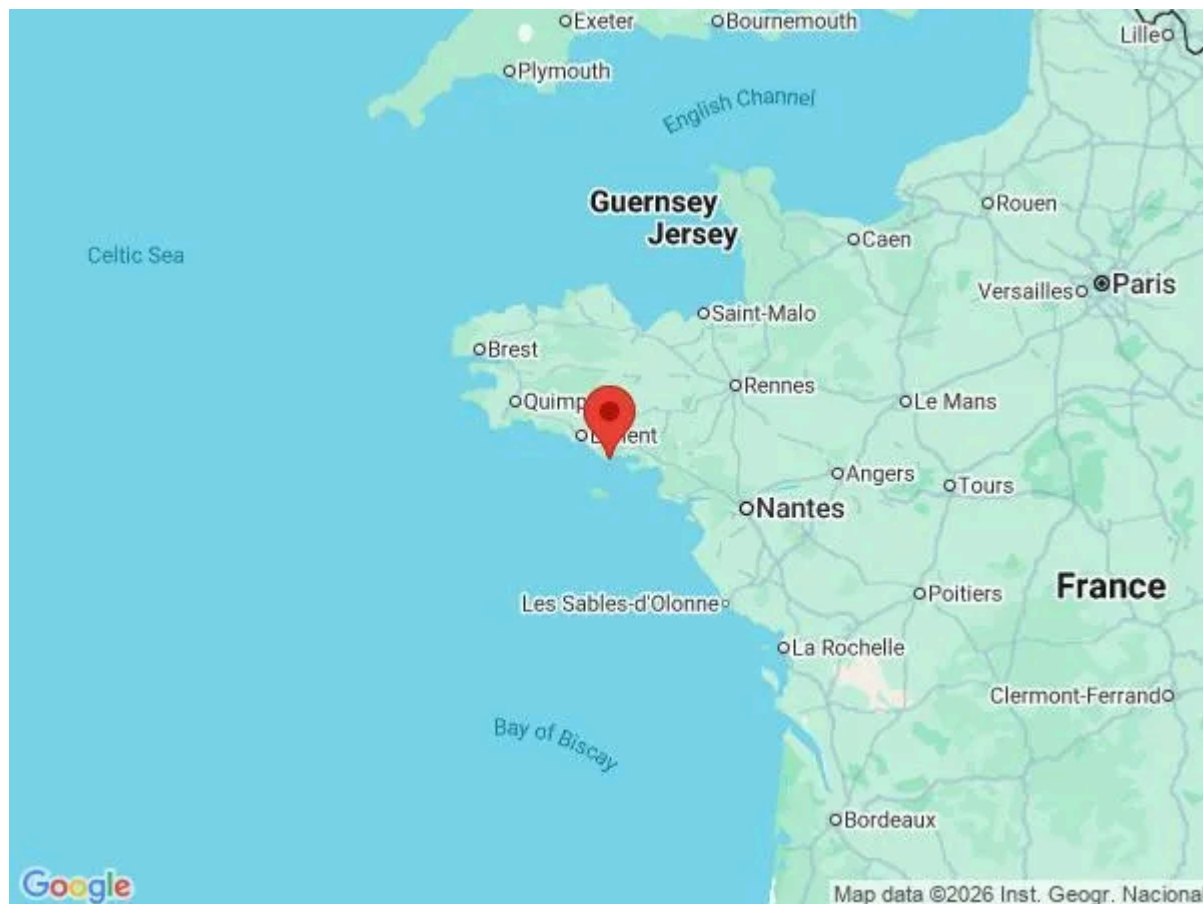 Exeter
Bournemouth
Lille
Plymouth
English Channel
Guernsey
Jersey
Rouen
Caen
Celtic Sea
Paris
Versailles
Saint-Malo
Brest
Rennes
Quimp
Le Mans
Angers
Tours
Nantes
France
Poitiers
Les Sables-d'Olonne
La Rochelle
Clermont-Ferrand
Bay of Biscay
Bordeaux
Google
Map data ©2026 Inst. Geogr. Nacional